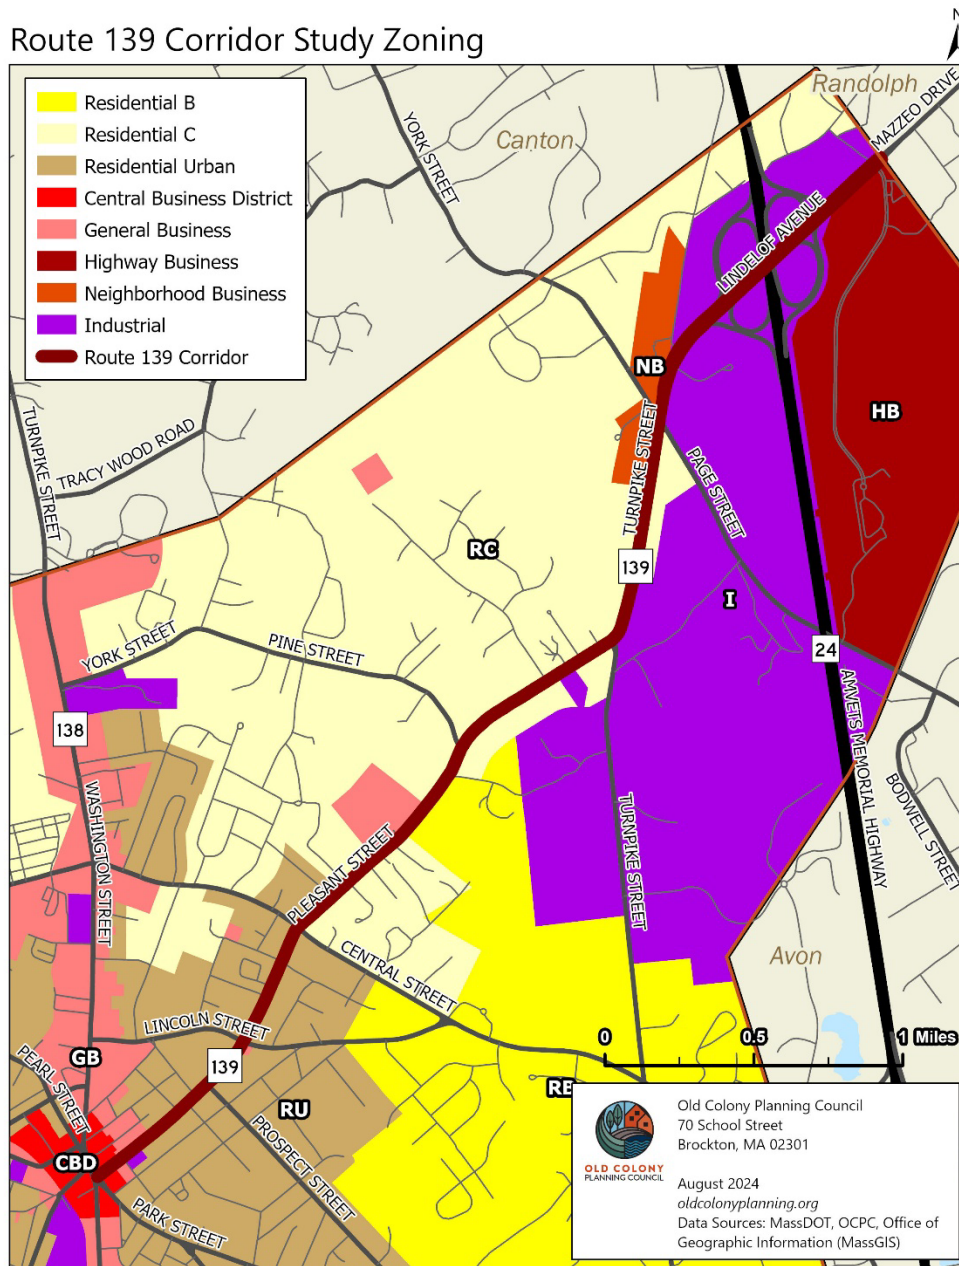 Route 139 Corridor Study Zoning
N
Residential B
Residential C
Residential Urban
Central Business District
General Business
Highway Business
Neighborhood Business
Industrial
Route 139 Corridor
Randolph
Canton
MAZZEO DRIVE
YORK STREET
LINDELOF AVENUE
NB
HB
TURNPIKE STREET
TRACY WOOD ROAD
TURNPIKE STREET
PAGE STREET
RC
139
I
YORK STREET
PINE STREET
24
138
AMVETS MEMORIAL HIGHWAY
BODWELL STREET
WASHINGTON STREET
TURNPIKE STREET
PLEASANT STREET
CENTRAL STREET
Avon
LINCOLN STREET
0 0.5 1 Miles
GB
PEARL STREET
139
RU
PROSPECT STREET
CBD
PARK STREET
OLD COLONY
PLANNING COUNCIL
Old Colony Planning Council
70 School Street
Brockton, MA 02301
August 2024
oldcolonyplanning.org
Data Sources: MassDOT, OCPC, Office of
Geographic Information (MassGIS)